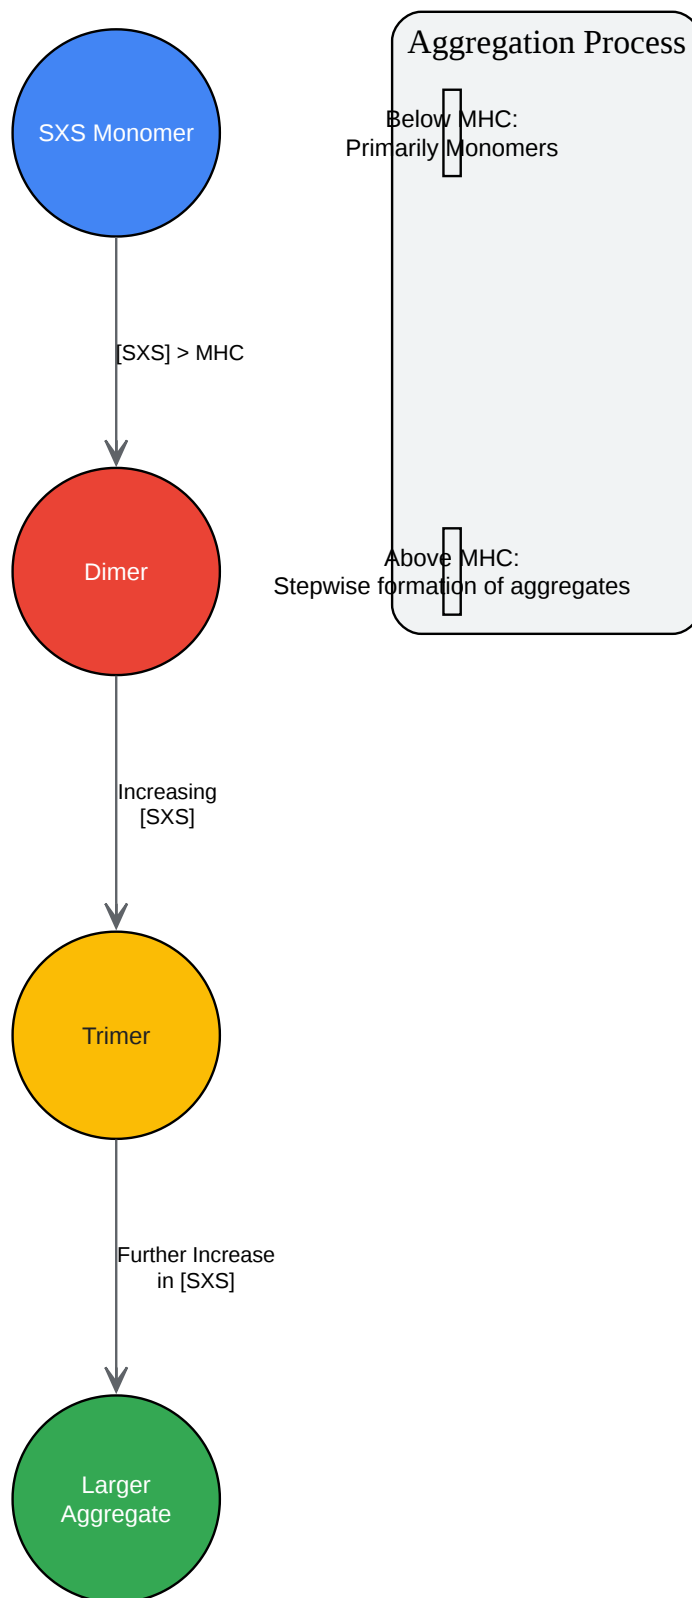 Aggregation Process
SXS Monomer
Below MHC:
Primarily Monomers
[SXS] > MHC
Dimer
Above MHC:
Stepwise formation of aggregates
Increasing
[SXS]
Trimer
Further Increase
in [SXS]
Larger
Aggregate